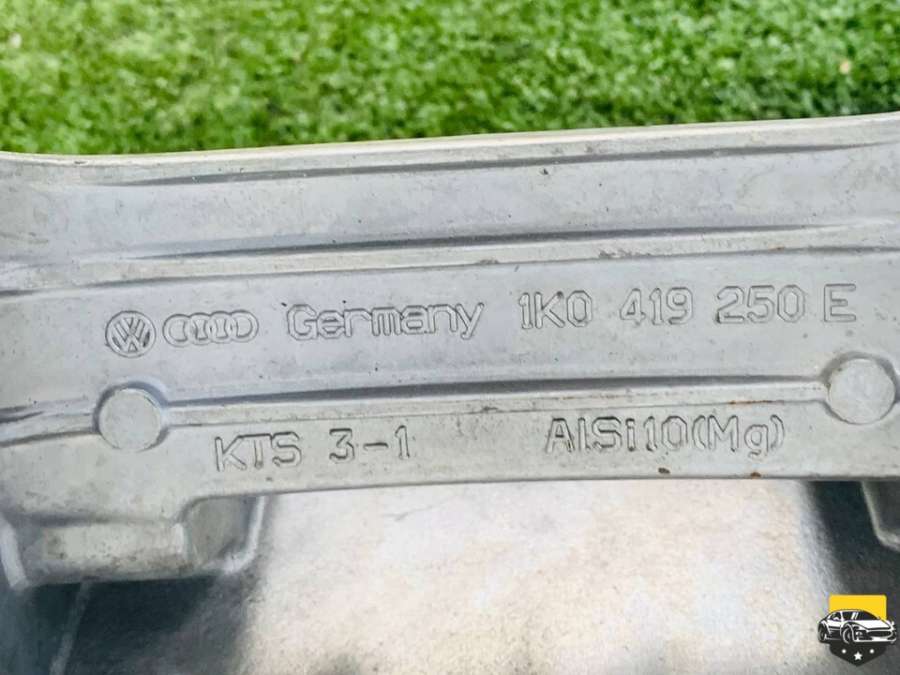 Germany 1K0 419 250 E
KTS 3-1 AlSi10(Mg)